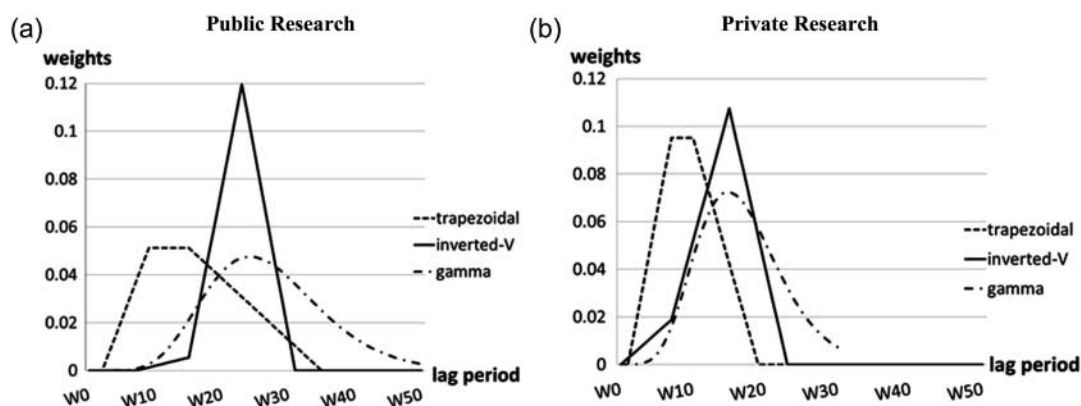 (a)
Public Research
weights
0.12
0.1
0.08
0.06
0.04
0.02
0
W0 W10 W20 W30 W40 W50
lag period
trapezoidal
inverted-V
gamma
(b)
Private Research
weights
0.12
0.1
0.08
0.06
0.04
0.02
0
W0 W10 W20 W30 W40 W50
lag period
trapezoidal
inverted-V
gamma